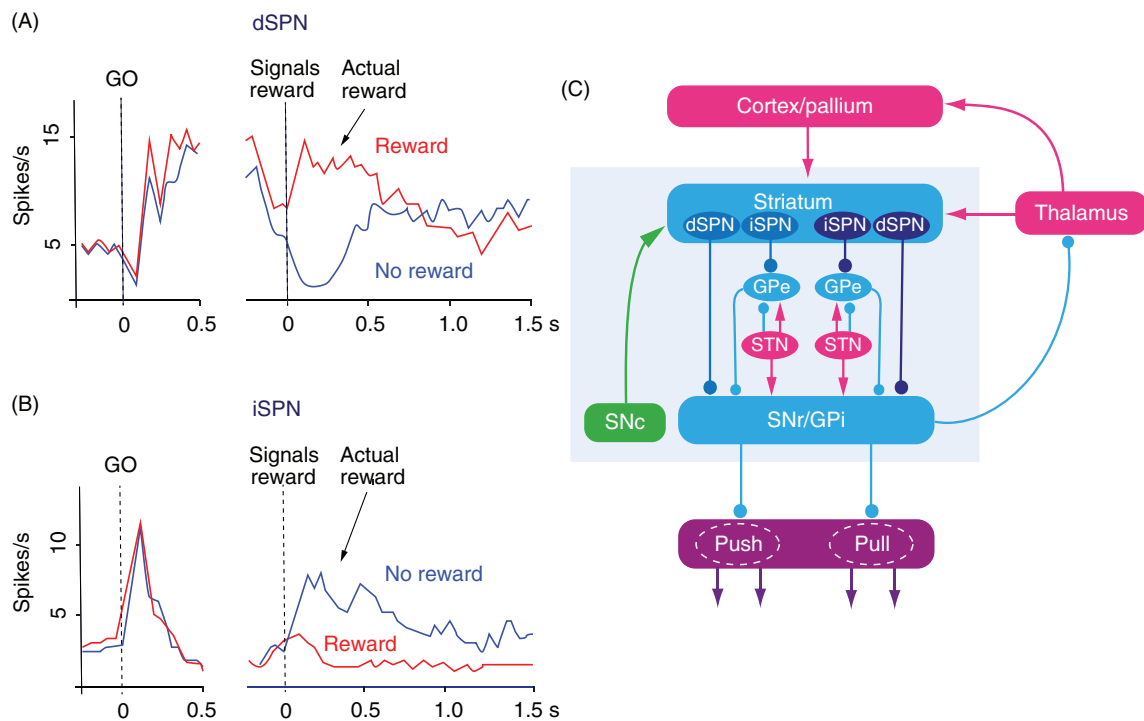 (A)
dSPN
GO
Signals
reward
Actual
reward
Reward
No reward
Spikes/s
15
5
0
0.5
0
0.5
1.0
1.5 s
(B)
iSPN
GO
Signals
reward
Actual
reward
No reward
Reward
Spikes/s
10
5
0
0.5
0
0.5
1.0
1.5 s
(C)
Cortex/pallium
Striatum
dSPN iSPN iSPN dSPN
Thalamus
GPe GPe
STN STN
SNc
SNr/GPi
Push Pull